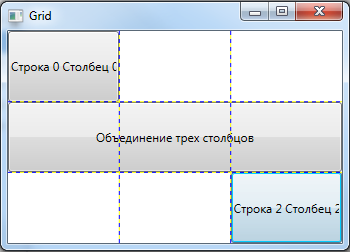 Grid
Строка 0 Столбец 0
Объединение трех столбцов
Строка 2 Столбец 2